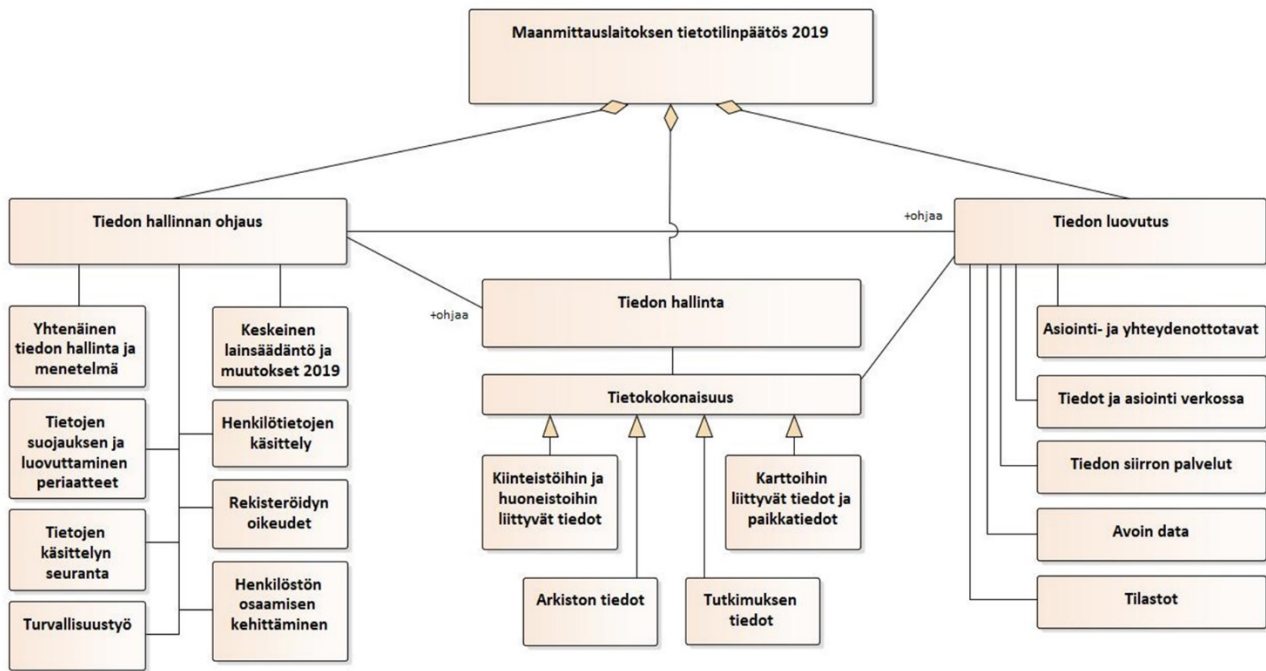 Maanmittauslaitoksen tietotilinpäätös 2019
Tiedon hallinnan ohjaus
+ohjaa
Tiedon luovutus
Tiedon hallinta
+ohjaa
Yhtenäinen
tiedon hallinta ja
menetelmä
Keskeinen
lainsäädäntö ja
muutokset 2019
Tietojen
suojauksen ja
luovuttaminen
periaatteet
Henkilötietojen
käsittely
Tietojen
käsittelyn
seuranta
Rekisteröidyn
oikeudet
Turvallisuustyö
Henkilöstön
osaamisen
kehittäminen
Tietokokonaisuus
Kiinteistöihin ja
huoneistoihin
liittyvät tiedot
Karttoihin
liittyvät tiedot ja
paikkatiedot
Arkiston tiedot
Tutkimuksen
tiedot
Asiointi- ja yhteydenottotavat
Tiedot ja asiointi verkossa
Tiedon siirron palvelut
Avoin data
Tilastot